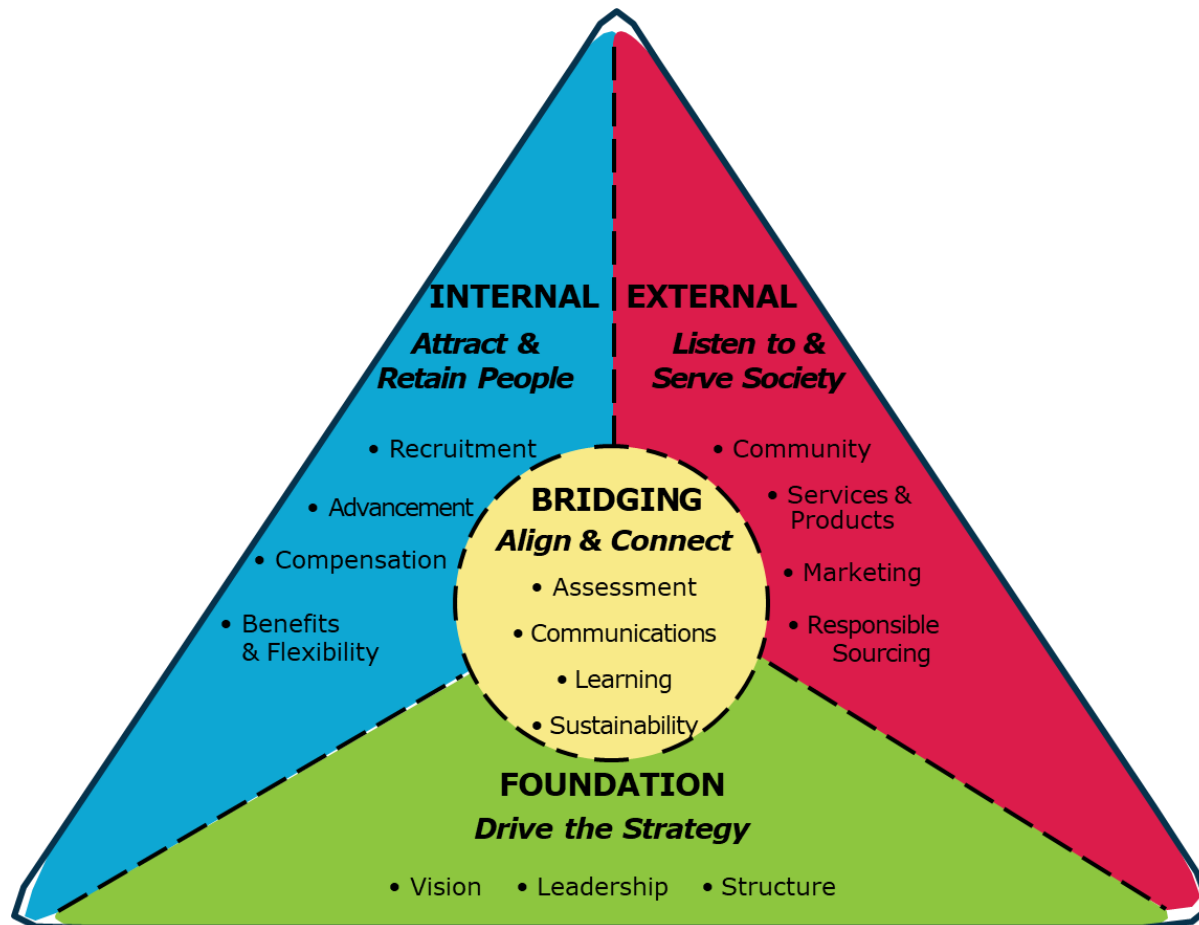 INTERNAL
Attract &
Retain People
• Recruitment
• Advancement
• Compensation
• Benefits
& Flexibility
EXTERNAL
Listen to &
Serve Society
• Community
• Services &
Products
• Marketing
• Responsible
Sourcing
BRIDGING
Align & Connect
• Assessment
• Communications
• Learning
• Sustainability
FOUNDATION
Drive the Strategy
• Vision • Leadership • Structure